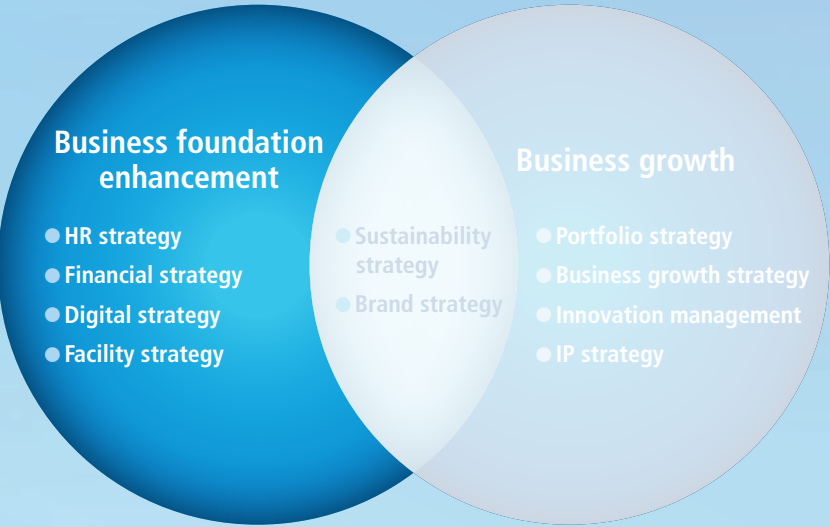 Business foundation
enhancement
● HR strategy
● Financial strategy
● Digital strategy
● Facility strategy
● Sustainability
strategy
● Brand strategy
Business growth
● Portfolio strategy
● Business growth strategy
● Innovation management
● IP strategy